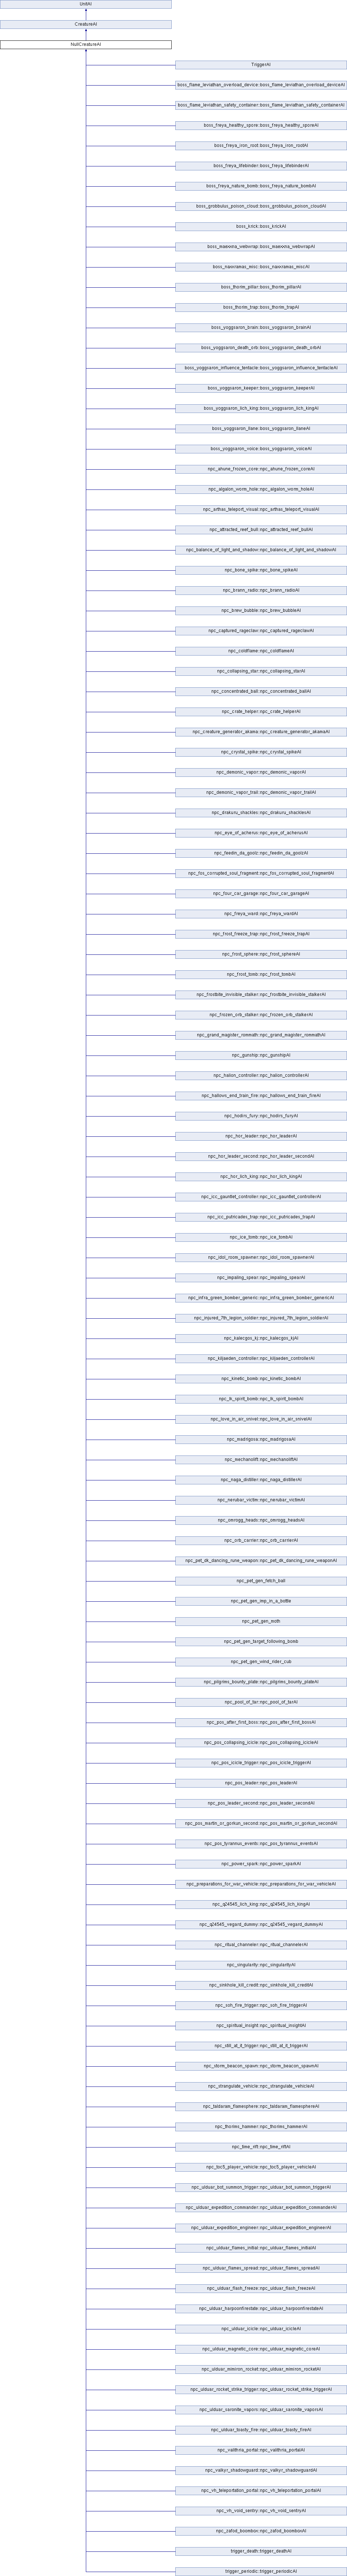 UnitAI
CreatureAI
NullCreatureAI
TriggerAI
boss_flame_leviathan_overload_device::boss_flame_leviathan_overload_deviceAI
boss_flame_leviathan_safety_container::boss_flame_leviathan_safety_containerAI
boss_freya_healthy_spore::boss_freya_healthy_sporeAI
boss_freya_iron_root::boss_freya_iron_rootAI
boss_freya_lifebinder::boss_freya_lifebinderAI
boss_freya_nature_bomb::boss_freya_nature_bombAI
boss_grobbulus_poison_cloud::boss_grobbulus_poison_cloudAI
boss_krick::boss_krickAI
boss_maexxna_webwrap::boss_maexxna_webwrapAI
boss_naxxramas_misc::boss_naxxramas_miscAI
boss_thorim_pillar::boss_thorim_pillarAI
boss_thorim_trap::boss_thorim_trapAI
boss_yoggsaron_brain::boss_yoggsaron_brainAI
boss_yoggsaron_death_orb::boss_yoggsaron_death_orbAI
boss_yoggsaron_influence_tentacle::boss_yoggsaron_influence_tentacleAI
boss_yoggsaron_keeper::boss_yoggsaron_keeperAI
boss_yoggsaron_lich_king::boss_yoggsaron_lich_kingAI
boss_yoggsaron_llane::boss_yoggsaron_llaneAI
boss_yoggsaron_voice::boss_yoggsaron_voiceAI
npc_ahune_frozen_core::npc_ahune_frozen_coreAI
npc_algalon_worm_hole::npc_algalon_worm_holeAI
npc_arthas_teleport_visual::npc_arthas_teleport_visualAI
npc_attracted_reef_bull::npc_attracted_reef_bullAI
npc_balance_of_light_and_shadow::npc_balance_of_light_and_shadowAI
npc_bone_spike::npc_bone_spikeAI
npc_brann_radio::npc_brann_radioAI
npc_brew_bubble::npc_brew_bubbleAI
npc_captured_rageclaw::npc_captured_rageclawAI
npc_coldflame::npc_coldflameAI
npc_collapsing_star::npc_collapsing_starAI
npc_concentrated_ball::npc_concentrated_ballAI
npc_crate_helper::npc_crate_helperAI
npc_creature_generator_akama::npc_creature_generator_akamaAI
npc_crystal_spike::npc_crystal_spikeAI
npc_demonic_vapor::npc_demonic_vaporAI
npc_demonic_vapor_trail::npc_demonic_vapor_trailAI
npc_drakuru_shackles::npc_drakuru_shacklesAI
npc_eye_of_acherus::npc_eye_of_acherusAI
npc_feedin_da_goolz::npc_feedin_da_goolzAI
npc_fos_corrupted_soul_fragment::npc_fos_corrupted_soul_fragmentAI
npc_four_car_garage::npc_four_car_garageAI
npc_freya_ward::npc_freya_wardAI
npc_frost_freeze_trap::npc_frost_freeze_trapAI
npc_frost_sphere::npc_frost_sphereAI
npc_frost_tomb::npc_frost_tombAI
npc_frostbite_invisible_stalker::npc_frostbite_invisible_stalkerAI
npc_frozen_orb_stalker::npc_frozen_orb_stalkerAI
npc_grand_magister_rommath::npc_grand_magister_rommathAI
npc_gunship::npc_gunshipAI
npc_halion_controller::npc_halion_controllerAI
npc_hallows_end_train_fire::npc_hallows_end_train_fireAI
npc_hodirs_fury::npc_hodirs_furyAI
npc_hor_leader::npc_hor_leaderAI
npc_hor_leader_second::npc_hor_leader_secondAI
npc_hor_lich_king::npc_hor_lich_kingAI
npc_icc_gauntlet_controller::npc_icc_gauntlet_controllerAI
npc_icc_putricades_trap::npc_icc_putricades_trapAI
npc_ice_tomb::npc_ice_tombAI
npc_idol_room_spawner::npc_idol_room_spawnerAI
npc_impaling_spear::npc_impaling_spearAI
npc_infra_green_bomber_generic::npc_infra_green_bomber_genericAI
npc_injured_7th_legion_soldier::npc_injured_7th_legion_soldierAI
npc_kalecgos_kj::npc_kalecgos_kjAI
npc_kiljaeden_controller::npc_kiljaeden_controllerAI
npc_kinetic_bomb::npc_kinetic_bombAI
npc_lk_spirit_bomb::npc_lk_spirit_bombAI
npc_love_in_air_snivel::npc_love_in_air_snivelAI
npc_madrigosa::npc_madrigosaAI
npc_mechanolift::npc_mechanoliftAI
npc_naga_distiller::npc_naga_distillerAI
npc_nerubar_victim::npc_nerubar_victimAI
npc_omrogg_heads::npc_omrogg_headsAI
npc_orb_carrier::npc_orb_carrierAI
npc_pet_dk_dancing_rune_weapon::npc_pet_dk_dancing_rune_weaponAI
npc_pet_gen_fetch_ball
npc_pet_gen_imp_in_a_bottle
npc_pet_gen_moth
npc_pet_gen_target_following_bomb
npc_pet_gen_wind_rider_cub
npc_pilgrims_bounty_plate::npc_pilgrims_bounty_plateAI
npc_pool_of_tar::npc_pool_of_tarAI
npc_pos_after_first_boss::npc_pos_after_first_bossAI
npc_pos_collapsing_icicle::npc_pos_collapsing_icicleAI
npc_pos_icicle_trigger::npc_pos_icicle_triggerAI
npc_pos_leader::npc_pos_leaderAI
npc_pos_leader_second::npc_pos_leader_secondAI
npc_pos_martin_or_gorkun_second::npc_pos_martin_or_gorkun_secondAI
npc_pos_tyrannus_events::npc_pos_tyrannus_eventsAI
npc_power_spark::npc_power_sparkAI
npc_preparations_for_war_vehicle::npc_preparations_for_war_vehicleAI
npc_q24545_lich_king::npc_q24545_lich_kingAI
npc_q24545_vegard_dummy::npc_q24545_vegard_dummyAI
npc_ritual_channeler::npc_ritual_channelerAI
npc_singularity::npc_singularityAI
npc_sinkhole_kill_credit::npc_sinkhole_kill_creditAI
npc_soh_fire_trigger::npc_soh_fire_triggerAI
npc_spiritual_insight::npc_spiritual_insightAI
npc_still_at_it_trigger::npc_still_at_it_triggerAI
npc_storm_beacon_spawn::npc_storm_beacon_spawnAI
npc_strangulate_vehicle::npc_strangulate_vehicleAI
npc_taldaram_flamesphere::npc_taldaram_flamesphereAI
npc_thorims_hammer::npc_thorims_hammerAI
npc_time_rift::npc_time_riftAI
npc_toc5_player_vehicle::npc_toc5_player_vehicleAI
npc_ulduar_bot_summon_trigger::npc_ulduar_bot_summon_triggerAI
npc_ulduar_expedition_commander::npc_ulduar_expedition_commanderAI
npc_ulduar_expedition_engineer::npc_ulduar_expedition_engineerAI
npc_ulduar_flames_initial::npc_ulduar_flames_initialAI
npc_ulduar_flames_spread::npc_ulduar_flames_spreadAI
npc_ulduar_flash_freeze::npc_ulduar_flash_freezeAI
npc_ulduar_harpoonfirestate::npc_ulduar_harpoonfirestateAI
npc_ulduar_icicle::npc_ulduar_icicleAI
npc_ulduar_magnetic_core::npc_ulduar_magnetic_coreAI
npc_ulduar_mimiron_rocket::npc_ulduar_mimiron_rocketAI
npc_ulduar_rocket_strike_trigger::npc_ulduar_rocket_strike_triggerAI
npc_ulduar_saronite_vapors::npc_ulduar_saronite_vaporsAI
npc_ulduar_toasty_fire::npc_ulduar_toasty_fireAI
npc_valithria_portal::npc_valithria_portalAI
npc_valkyr_shadowguard::npc_valkyr_shadowguardAI
npc_vh_teleportation_portal::npc_vh_teleportation_portalAI
npc_vh_void_sentry::npc_vh_void_sentryAI
npc_zafod_boombox::npc_zafod_boomboxAI
trigger_death::trigger_deathAI
trigger_periodic::trigger_periodicAI